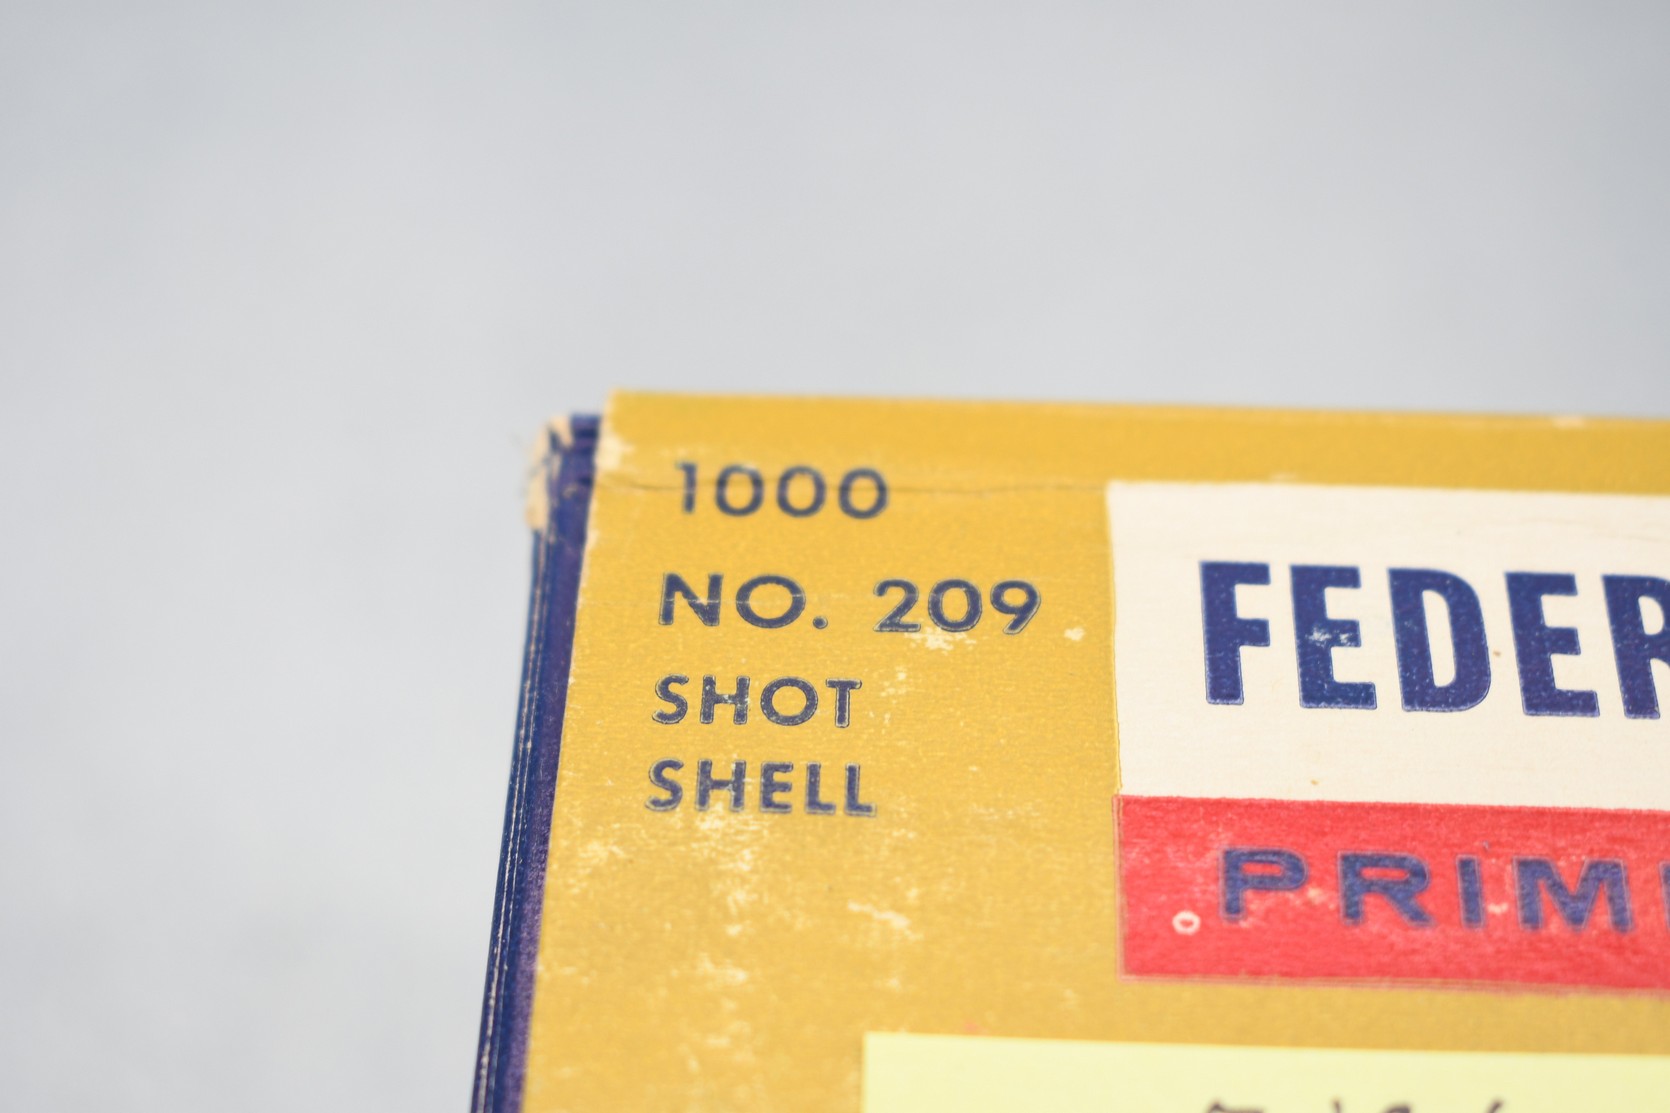 1000
NO. 209
SHOT
SHELL
FEDER
PRIM